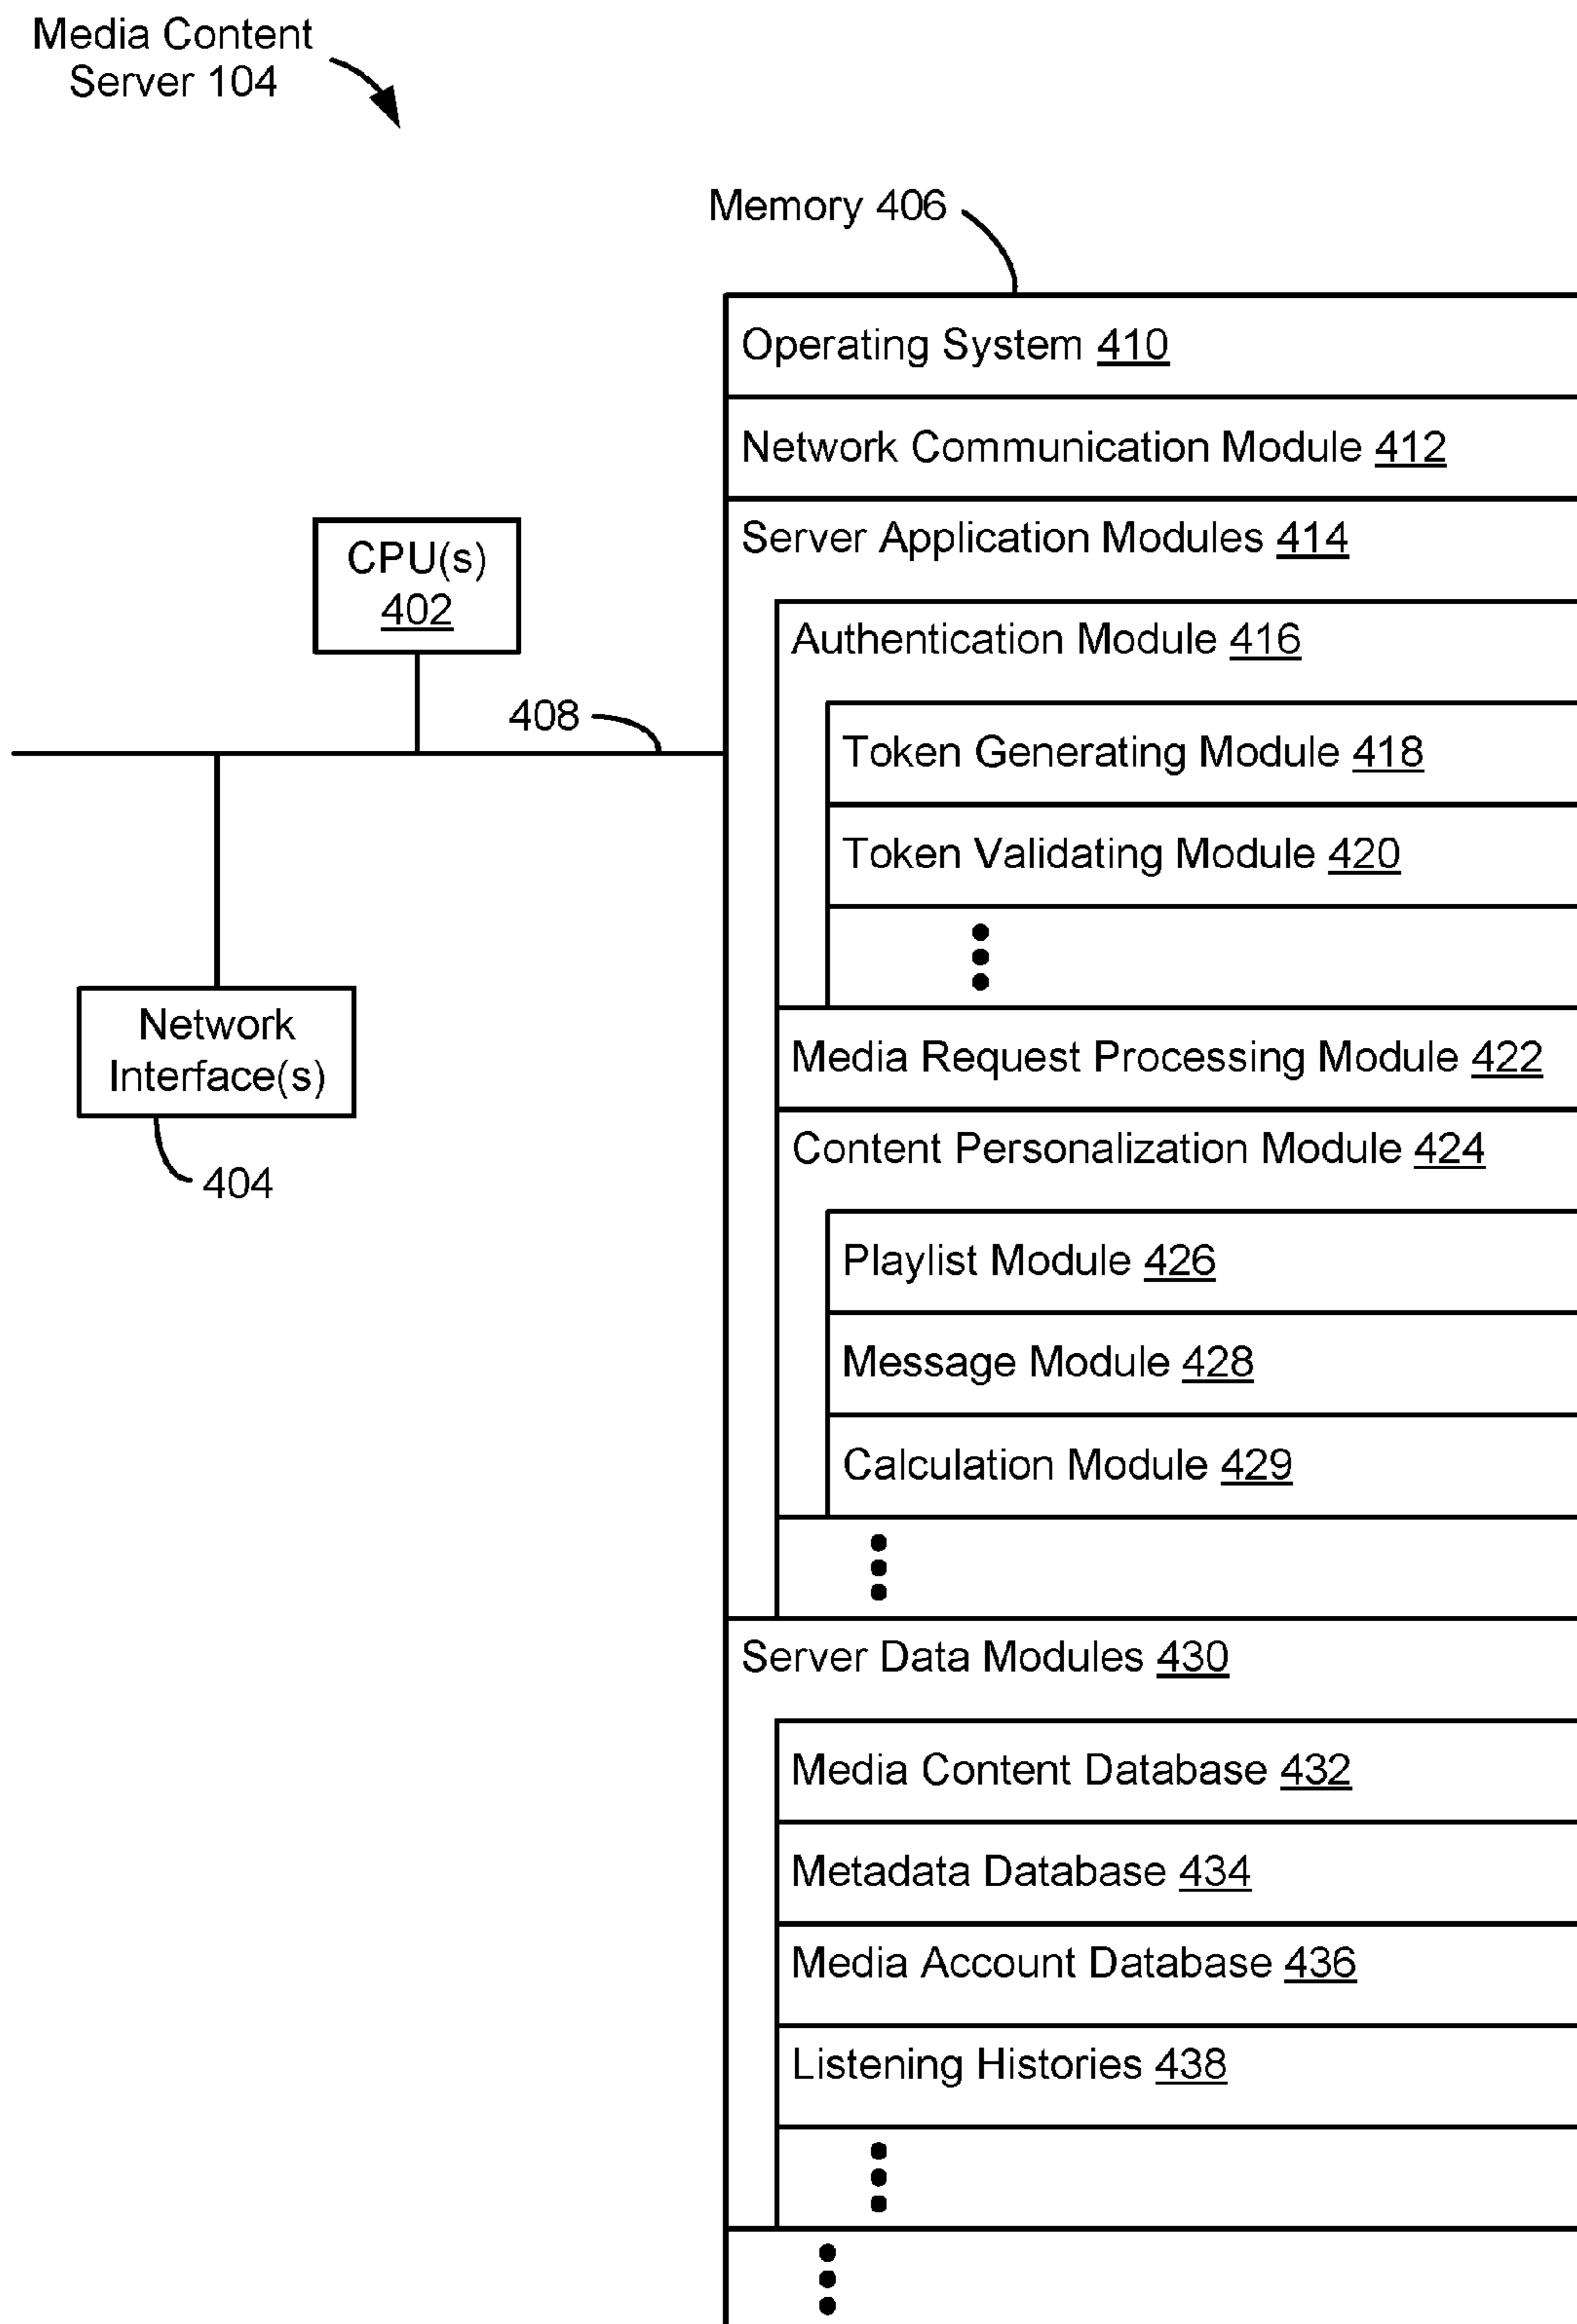 Media Content
Server 104
Memory 406
Operating System 410
Network Communication Module 412
Server Application Modules 414
CPU(s)
402
Authentication Module 416
408
Token Generating Module 418
Token Validating Module 420
Network
Interface(s)
404
Media Request Processing Module 422
Content Personalization Module 424
Playlist Module 426
Message Module 428
Calculation Module 429
Server Data Modules 430
Media Content Database 432
Metadata Database 434
Media Account Database 436
Listening Histories 438